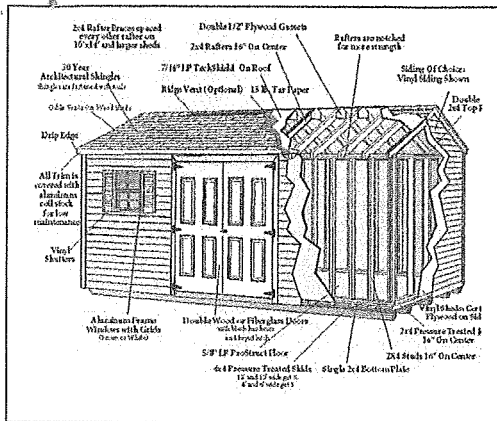 2x4 Rafter Braces spaced
every other rafter on
10'x14' and larger sheds
Double 1/2" Plywood Gussets
2x4 Rafters 16" On Center
Rafters are notched
for more strength
30 Year
Architectural Shingles
7/16" LP TechShield On Roof
Siding Of Choice
Vinyl Siding Shown
Ridge Vent (Optional)
15 lb. Tar Paper
Double
2x4 Top
Drip Edge
All Trim is
covered with
aluminum
coil stock
for low
maintenance
Vinyl
Shutters
Aluminum Frame
Windows with Grids
Double Wood or Fiberglass Doors
5/8" LP ProStruct Floor
4x4 Pressure Treated Skids
Single 2x4 Bottom Plate
Vinyl Sheds
Plywood on
2x4 Pressure Treated
16" On Center
2X4 Studs 16" On Center